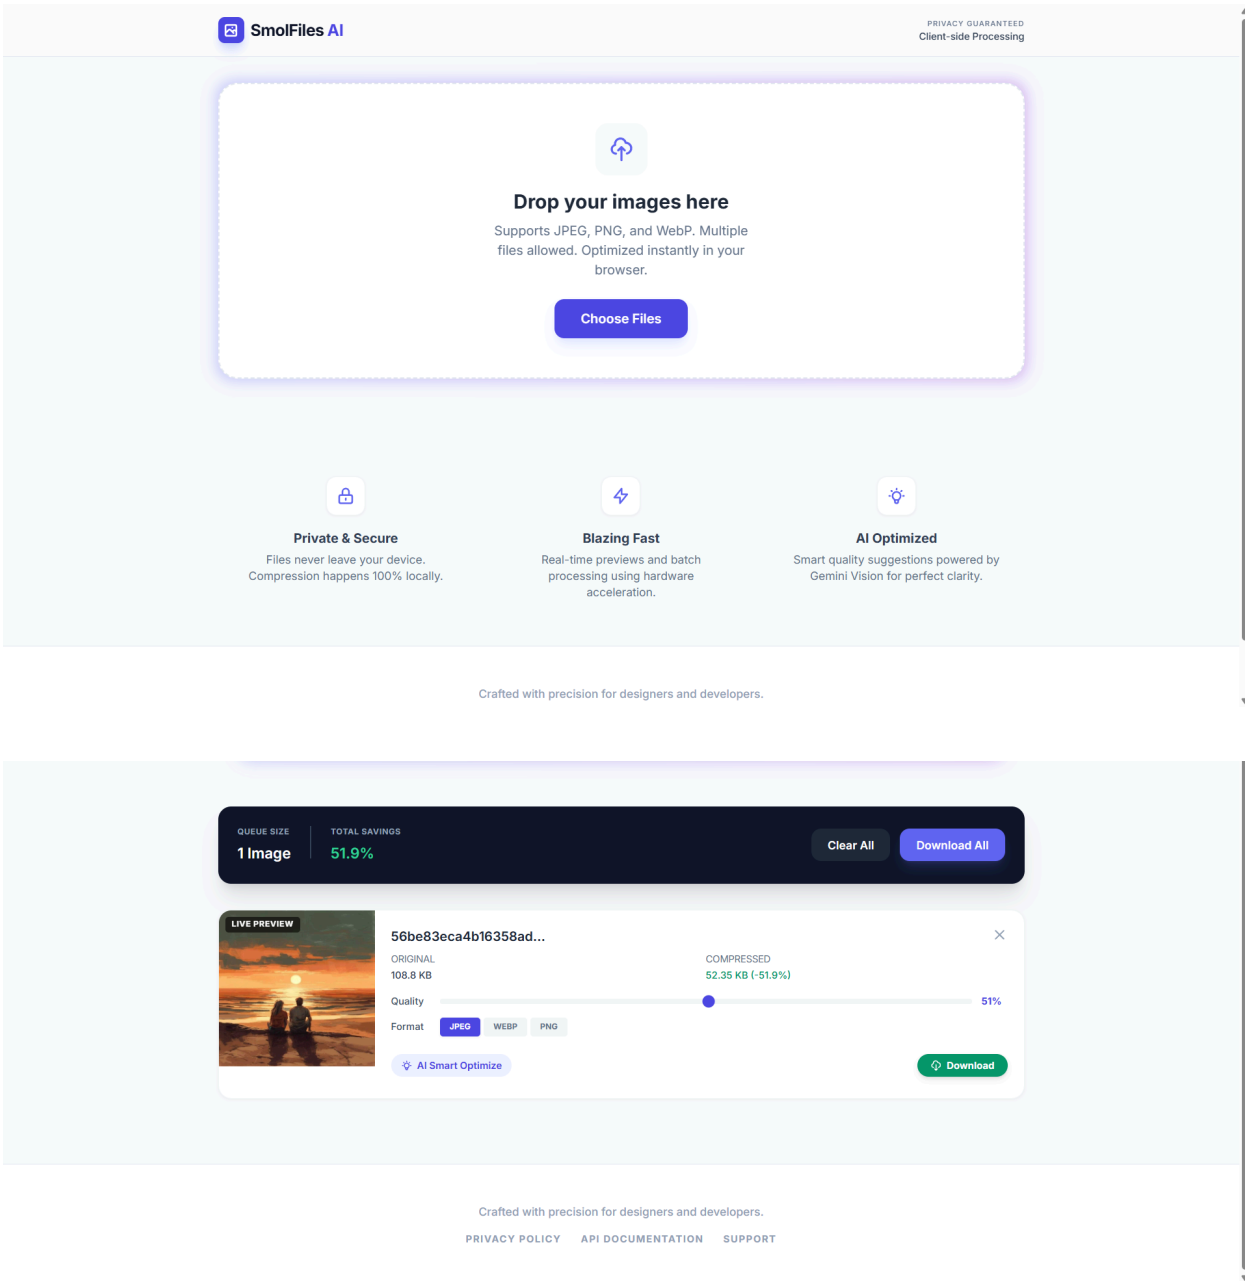 SmolFiles AI
PRIVACY GUARANTEED
Client-side Processing
Drop your images here
Supports JPEG, PNG, and WebP. Multiple
files allowed. Optimized instantly in your
browser.
Choose Files
Private & Secure
Files never leave your device.
Compression happens 100% locally.
Blazing Fast
Real-time previews and batch
processing using hardware
acceleration.
AI Optimized
Smart quality suggestions powered by
Gemini Vision for perfect clarity.
Crafted with precision for designers and developers.
QUEUE SIZE
1 Image
TOTAL SAVINGS
51.9%
Clear All
Download All
LIVE PREVIEW
56be83eca4b16358ad...
ORIGINAL
108.8 KB
COMPRESSED
52.35 KB (-51.9%)
Quality
51%
Format
JPEG
WEBP
PNG
AI Smart Optimize
Download
Crafted with precision for designers and developers.
PRIVACY POLICY
API DOCUMENTATION
SUPPORT